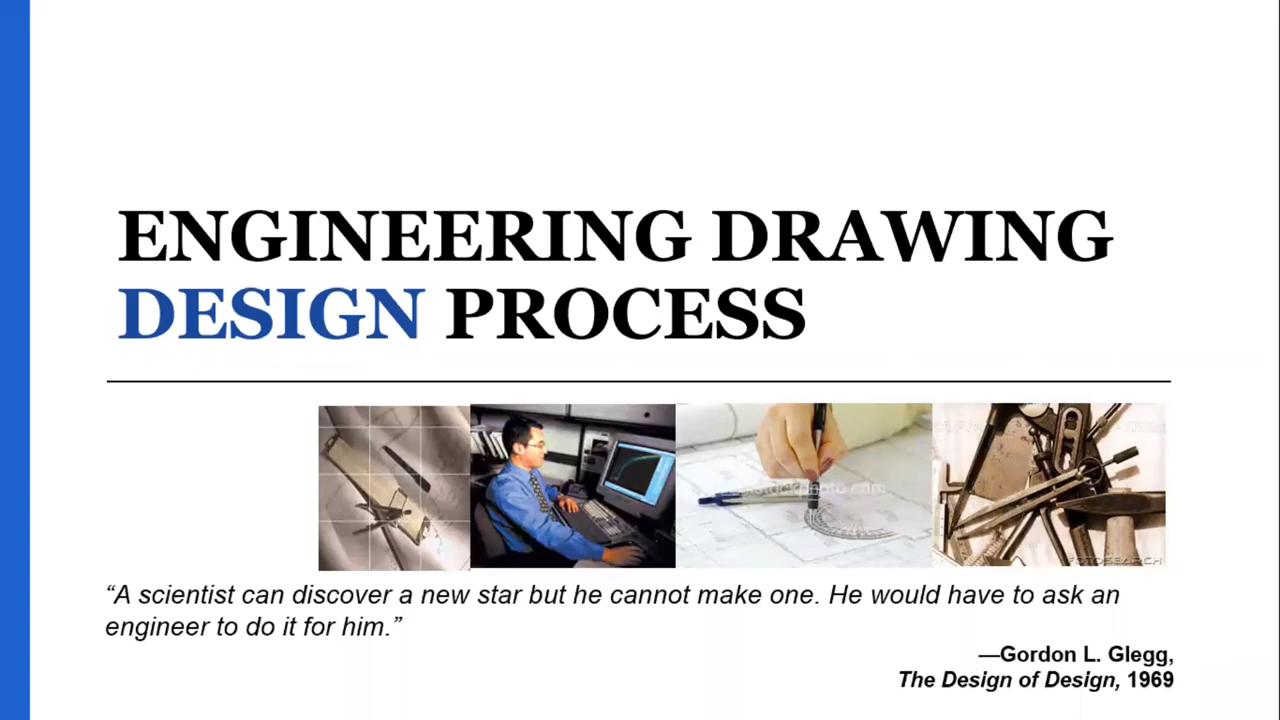 ENGINEERING DRAWING
DESIGN PROCESS
FOTOSEARCH
“A scientist can discover a new star but he cannot make one. He would have to ask an
engineer to do it for him.”
—Gordon L. Glegg,
The Design of Design, 1969